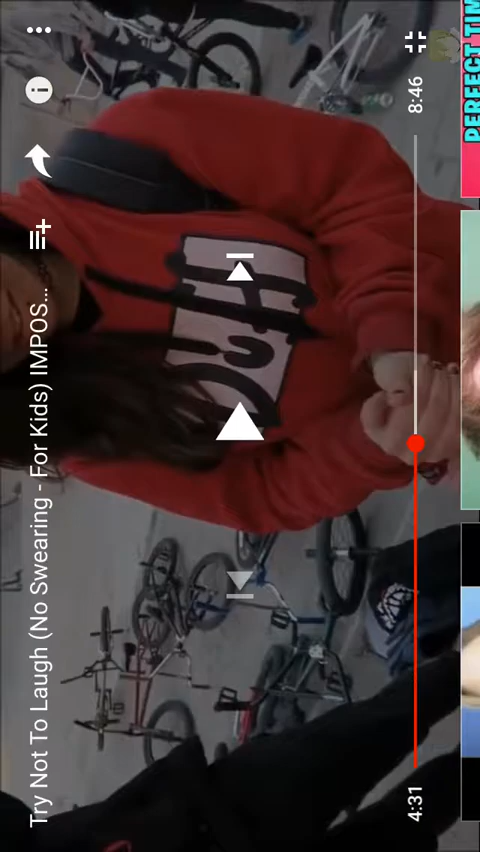 Try Not To Laugh (No Swearing - For Kids) IMPOS...
4:31
8:46
PERFECT TIM